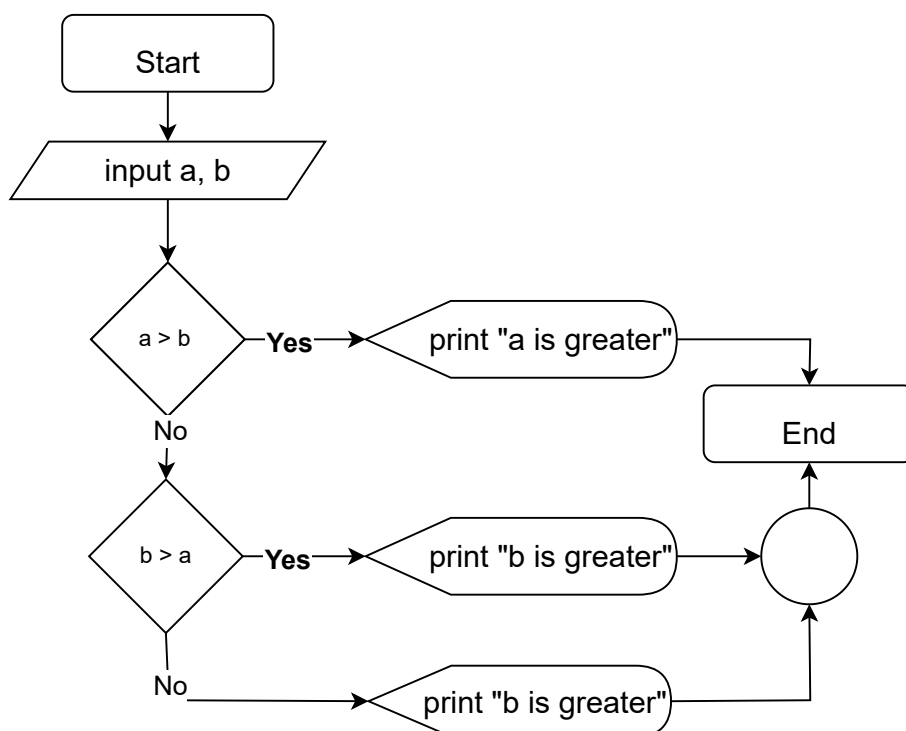 Start
input a, b
a > b
Yes
print "a is greater"
End
No
b > a
Yes
print "b is greater"
No
print "b is greater"